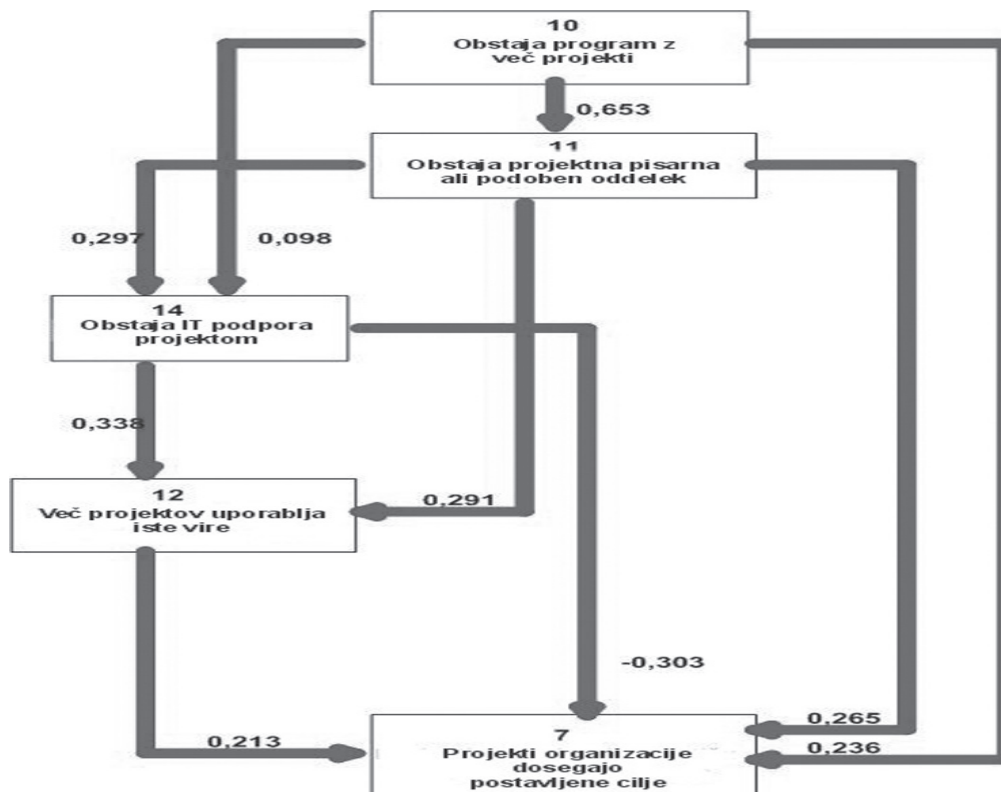 10
Obstaja program z
več projekti
0,653
11
Obstaja projektna pisarna
ali podoben oddelek
0,297
0,098
14
Obstaja IT podpora
projektom
0,338
12
Več projektov uporablja
iste vire
0,291
-0,303
0,213
7
Projekti organizacije
dosegajo
postavljene cilje
0,265
0,236